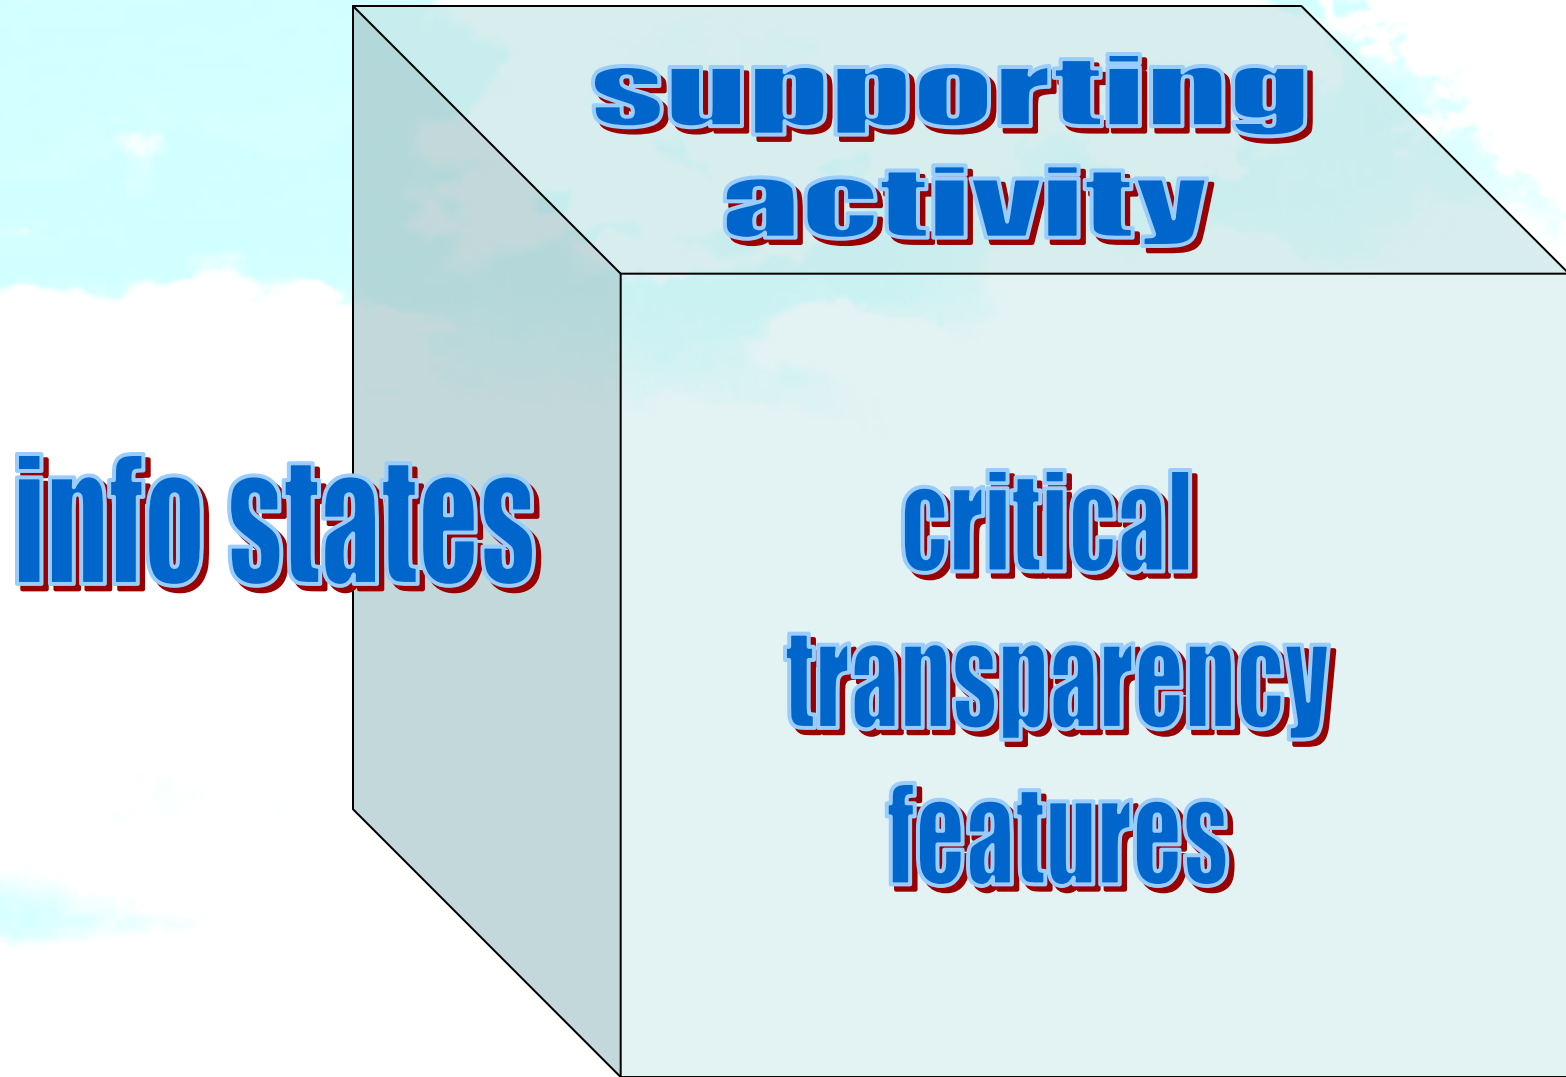 supporting
activity
info states
critical
transparency
features